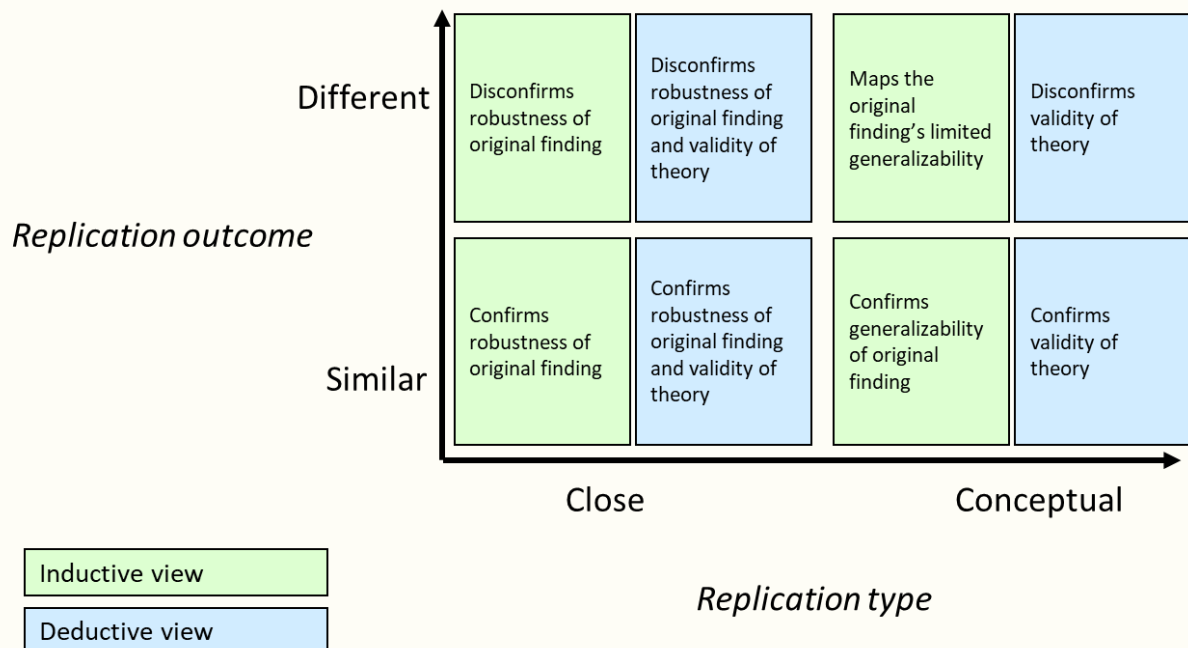 Different
Disconfirms
robustness of
original finding
Disconfirms
robustness of
original finding
and validity of
theory
Maps the
original
finding’s limited
generalizability
Disconfirms
validity of
theory
Replication outcome
Similar
Confirms
robustness of
original finding
Confirms
robustness of
original finding
and validity of
theory
Confirms
generalizability
of original
finding
Confirms
validity of
theory
Close
Conceptual
Replication type
Inductive view
Deductive view